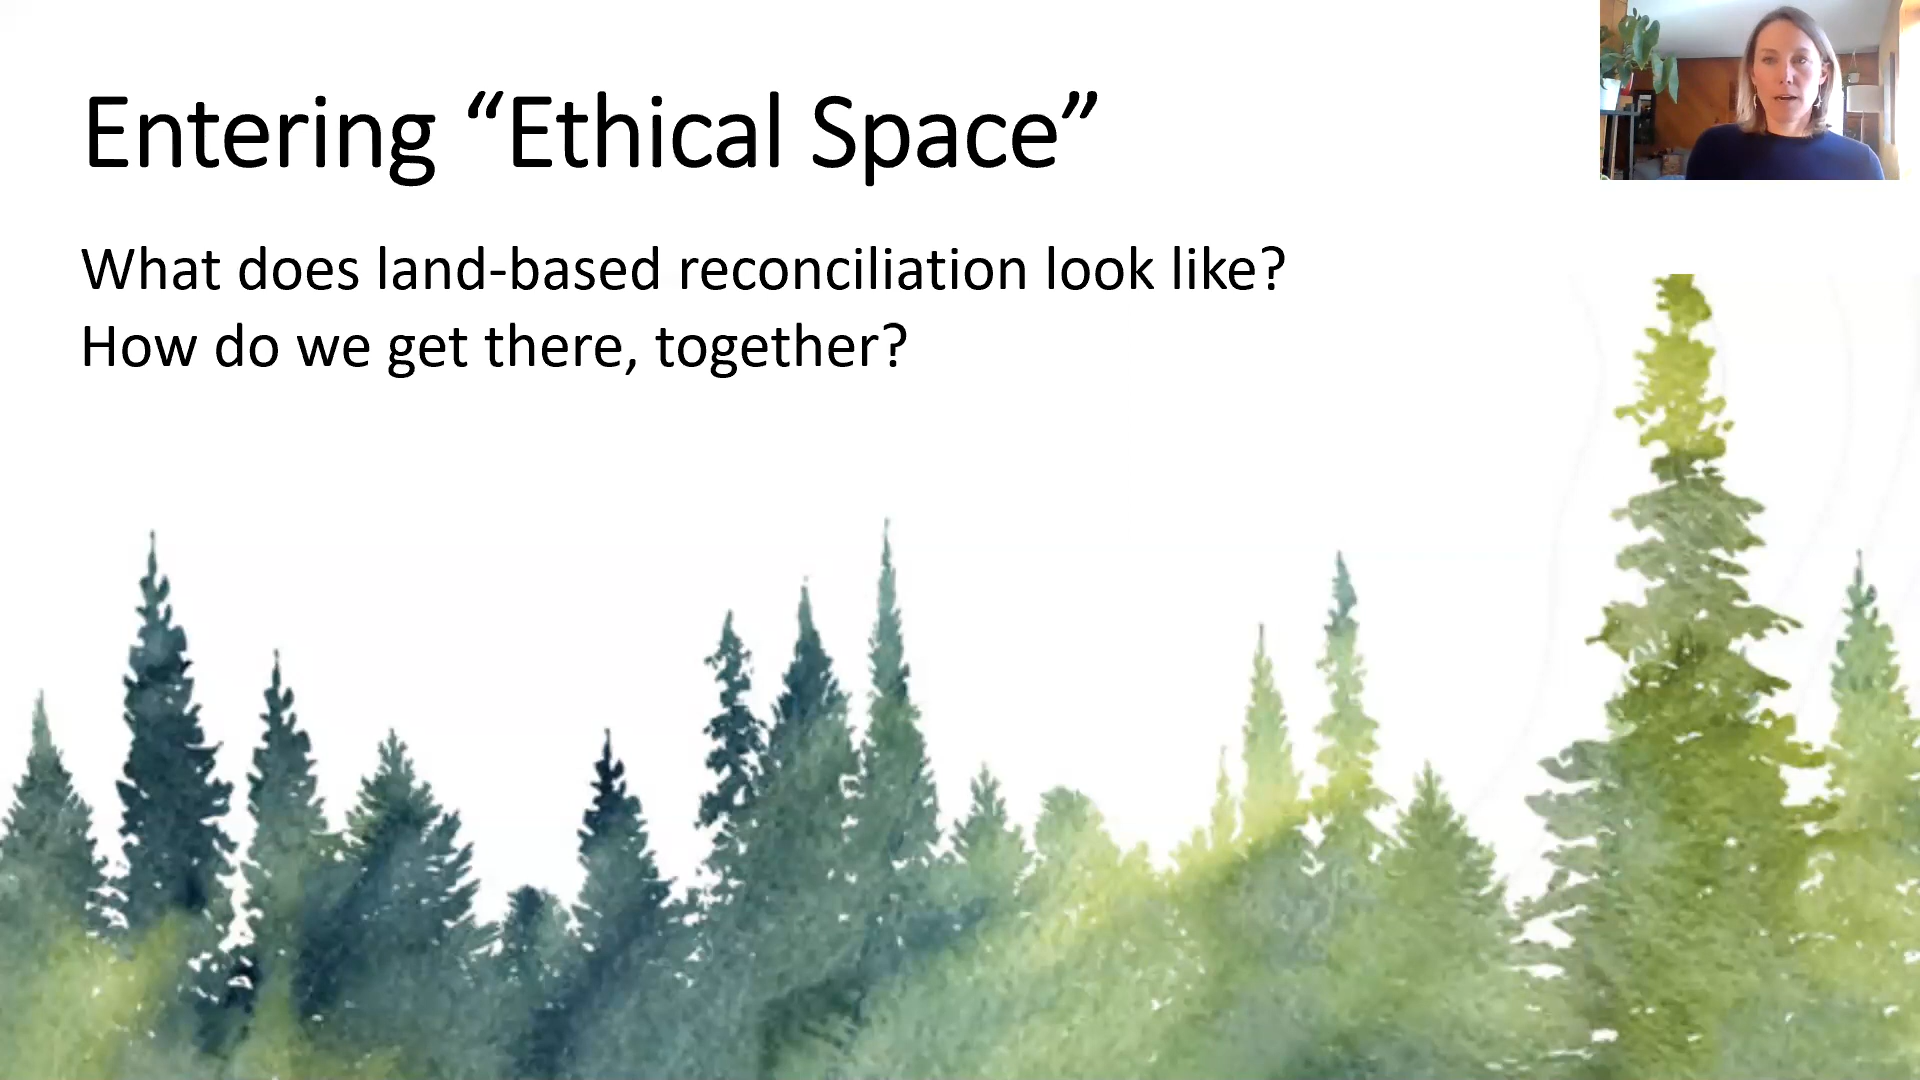 Entering “Ethical Space”
What does land-based reconciliation look like?
How do we get there, together?